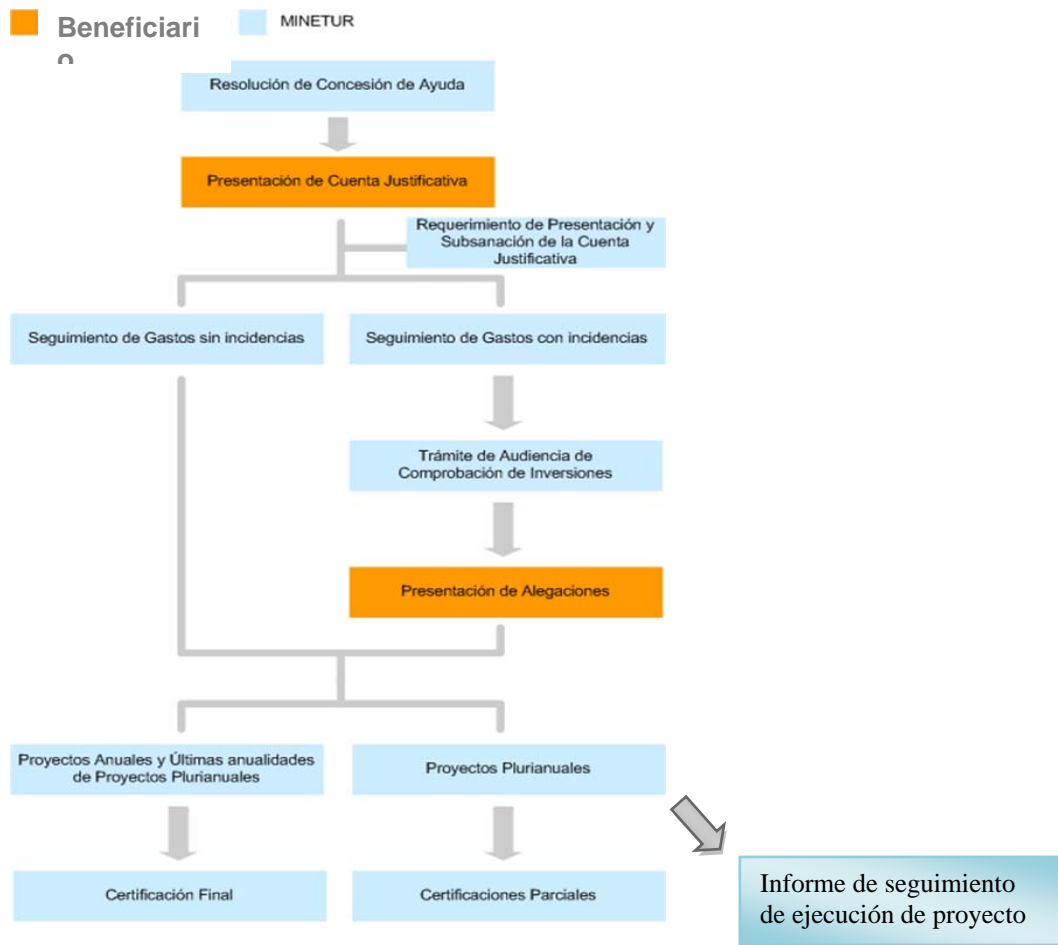 Beneficiari
o
MINETUR
Resolución de Concesión de Ayuda
Presentación de Cuenta Justificativa
Requerimiento de Presentación y
Subsanación de la Cuenta
Justificativa
Seguimiento de Gastos sin incidencias
Seguimiento de Gastos con incidencias
Trámite de Audiencia de
Comprobación de Inversiones
Presentación de Alegaciones
Proyectos Anuales y Últimas anualidades
de Proyectos Plurianuales
Proyectos Plurianuales
Certificación Final
Certificaciones Parciales
Informe de seguimiento
de ejecución de proyecto